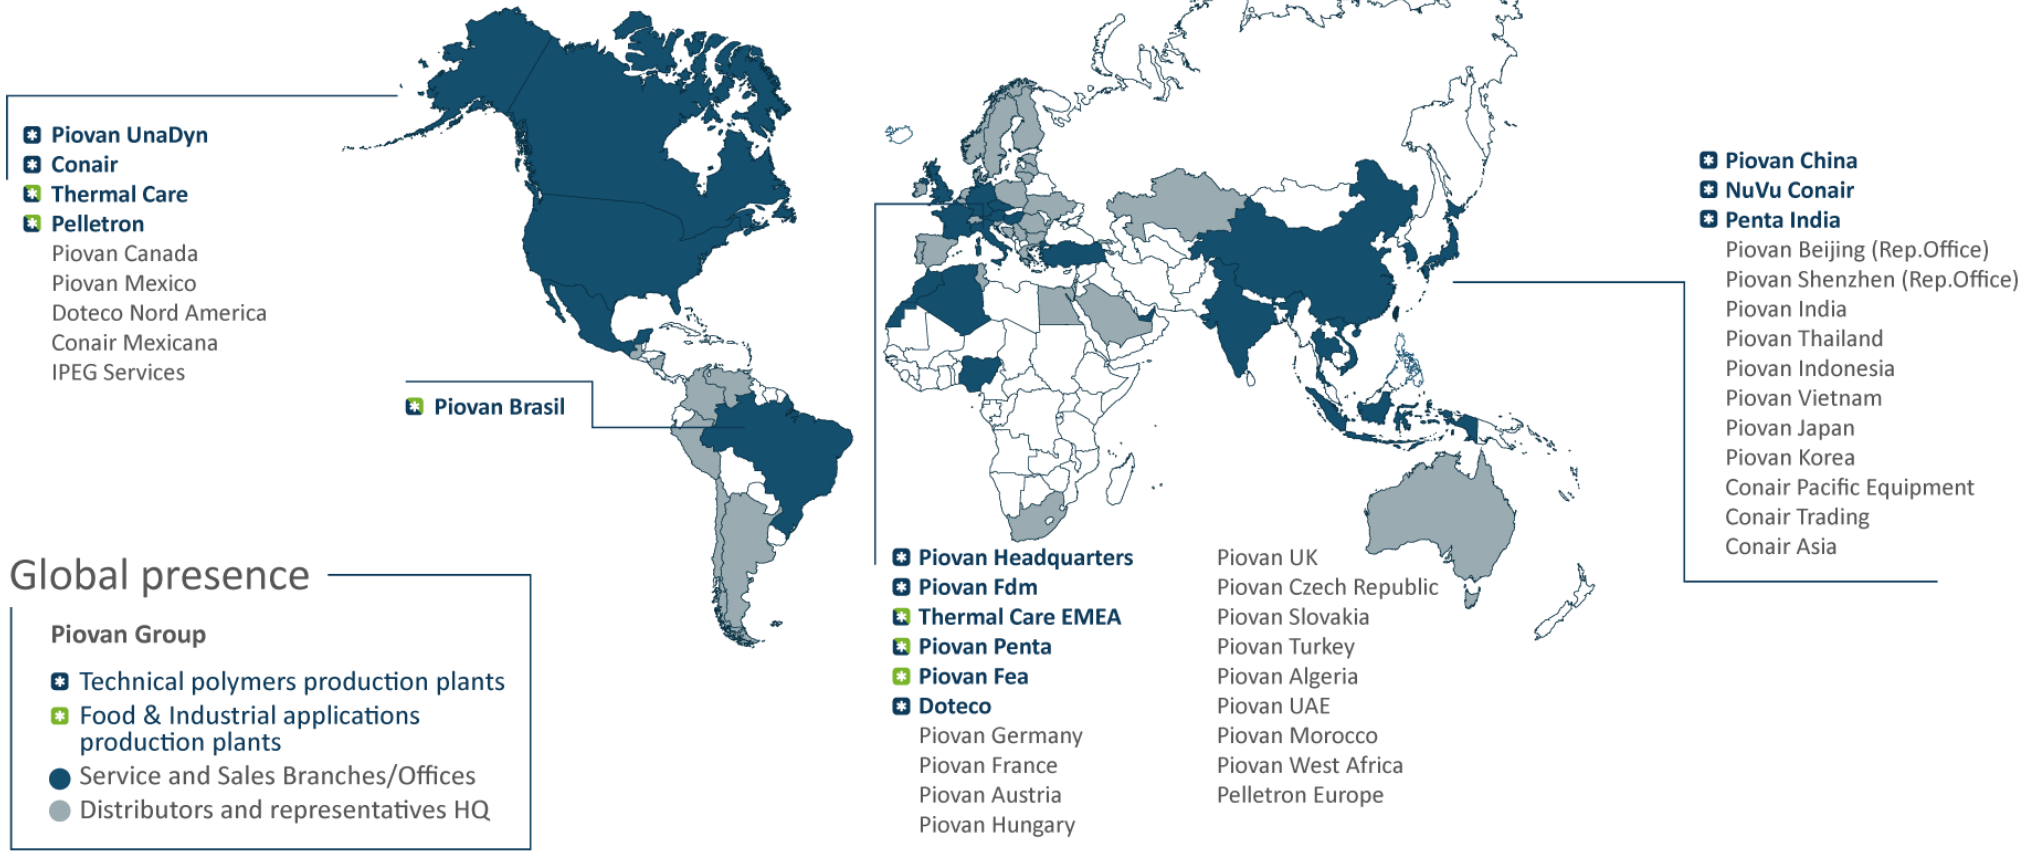 Piovan UnaDyn
Conair
Thermal Care
Pelletron
Piovan Canada
Piovan Mexico
Doteco Nord America
Conair Mexicana
IPEG Services
Piovan Brasil
Global presence
Piovan Group
Technical polymers production plants
Food & Industrial applications
production plants
Service and Sales Branches/Offices
Distributors and representatives HQ
Piovan Headquarters
Piovan Fdm
Thermal Care EMEA
Piovan Penta
Piovan Fea
Doteco
Piovan Germany
Piovan France
Piovan Austria
Piovan Hungary
Piovan UK
Piovan Czech Republic
Piovan Slovakia
Piovan Turkey
Piovan Algeria
Piovan UAE
Piovan Morocco
Piovan West Africa
Pelletron Europe
Piovan China
NuVu Conair
Penta India
Piovan Beijing (Rep.Office)
Piovan Shenzhen (Rep.Office)
Piovan India
Piovan Thailand
Piovan Indonesia
Piovan Vietnam
Piovan Japan
Piovan Korea
Conair Pacific Equipment
Conair Trading
Conair Asia